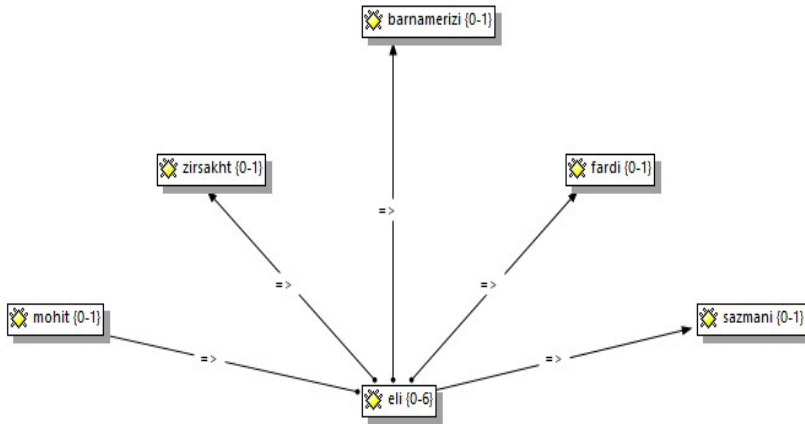 barnamerizi {0-1}
zirsakht {0-1}
fardi {0-1}
=>
=>
=>
mohit {0-1}
sazmani {0-1}
=>
=>
eli {0-6}